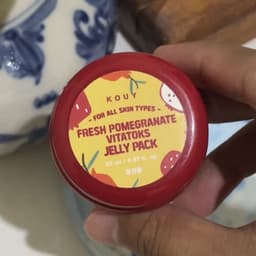 KOUY
- FOR ALL SKIN TYPES -
FRESH POMEGRANATE
VITATOKS
JELLY PACK